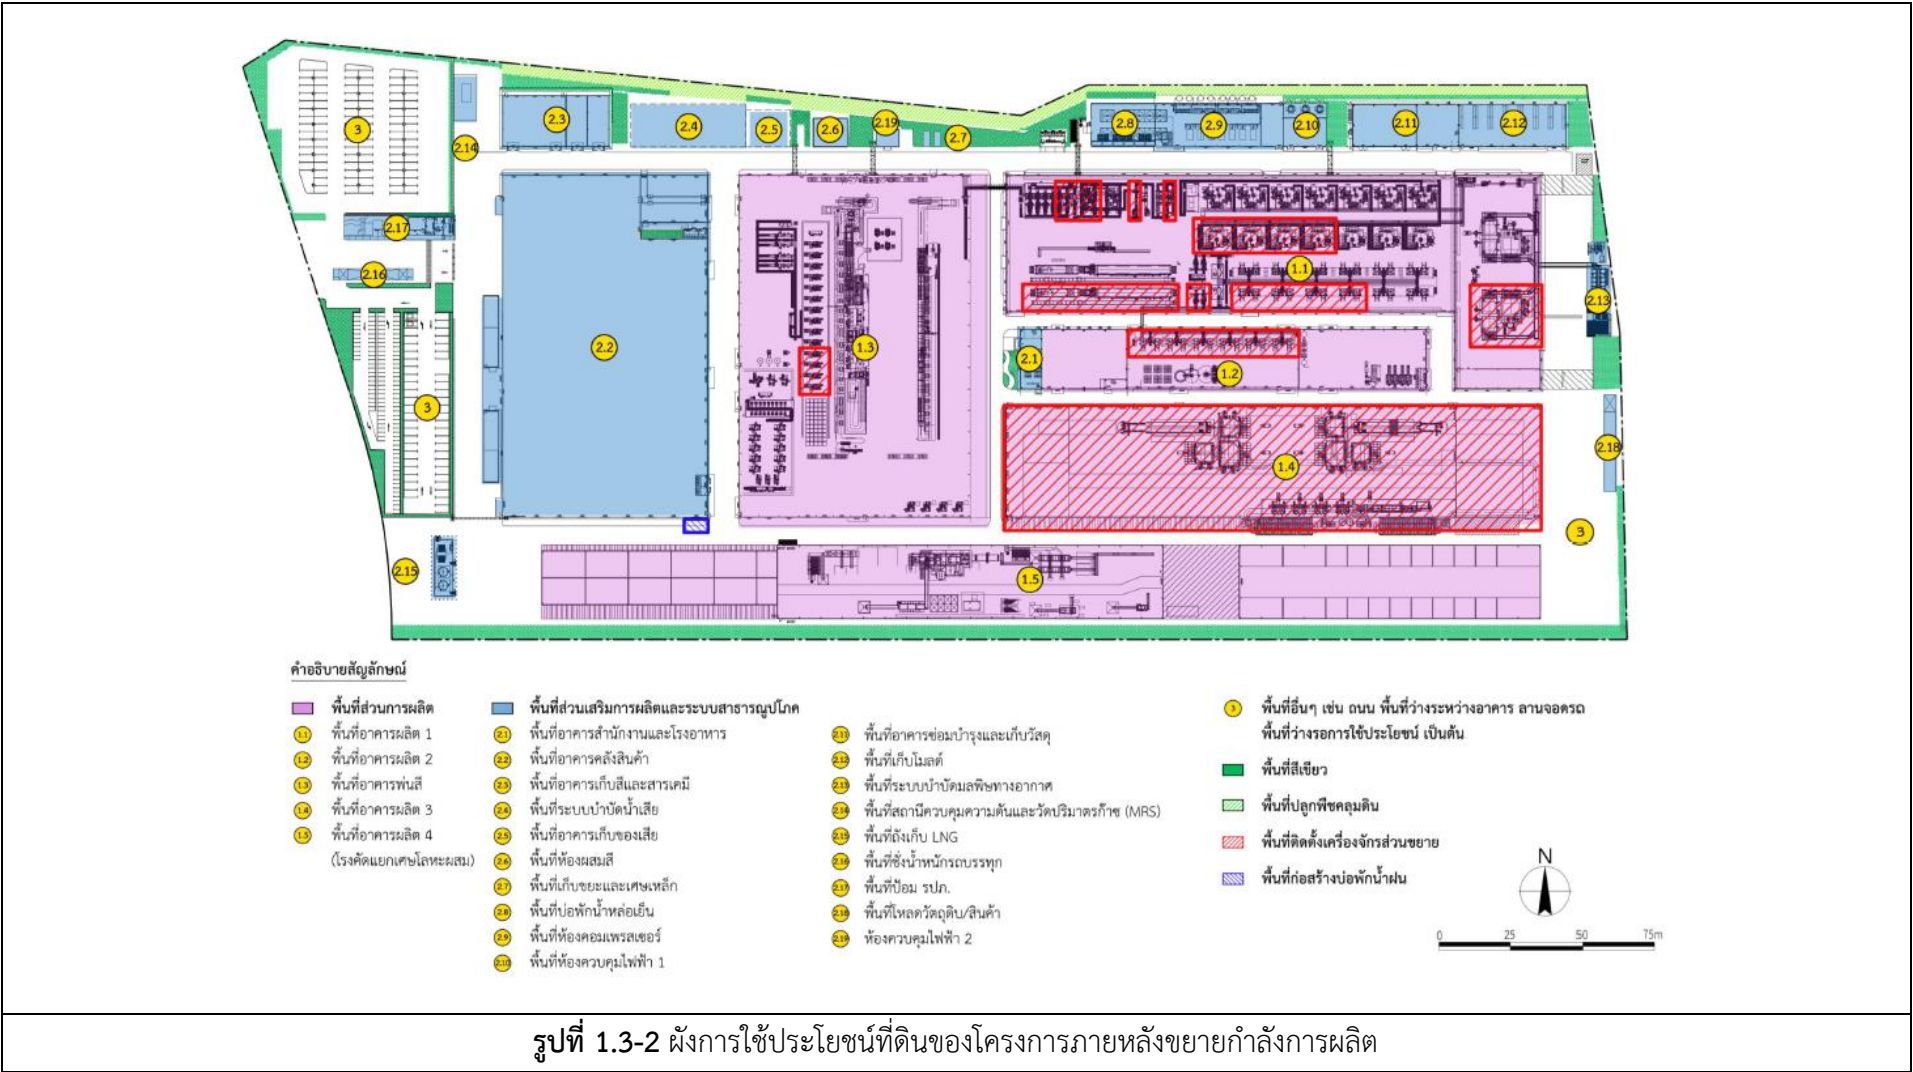 3
2.14
2.3
2.4
2.5
2.6
2.19
2.7
2.8
2.9
2.10
2.11
2.12
2.17
2.16
2.2
1.3
1.1
2.13
2.1
1.2
3
1.4
2.18
3
2.15
1.5
คำอธิบายสัญลักษณ์
พื้นที่ส่วนการผลิต
1.1 พื้นที่อาคารผลิต 1
1.2 พื้นที่อาคารผลิต 2
1.3 พื้นที่อาคารพ่นสี
1.4 พื้นที่อาคารผลิต 3
1.5 พื้นที่อาคารผลิต 4
(โรงคัดแยกเศษโลหะผสม)
พื้นที่ส่วนเสริมการผลิตและระบบสาธารณูปโภค
2.1 พื้นที่อาคารสำนักงานและโรงอาหาร
2.2 พื้นที่อาคารคลังสินค้า
2.3 พื้นที่อาคารเก็บสีและสารเคมี
2.4 พื้นที่ระบบบำบัดน้ำเสีย
2.5 พื้นที่อาคารเก็บของเสีย
2.6 พื้นที่ห้องผสมสี
2.7 พื้นที่เก็บขยะและเศษเหล็ก
2.8 พื้นที่บ่อพักน้ำหล่อเย็น
2.9 พื้นที่ห้องคอมเพรสเซอร์
2.10 พื้นที่ห้องควบคุมไฟฟ้า 1
2.11 พื้นที่อาคารซ่อมบำรุงและเก็บวัสดุ
2.12 พื้นที่เก็บโมลด์
2.13 พื้นที่ระบบบำบัดมลพิษทางอากาศ
2.14 พื้นที่สถานีควบคุมความดันและวัดปริมาตรก๊าซ (MRS)
2.15 พื้นที่ถังเก็บ LNG
2.16 พื้นที่ชั่งน้ำหนักรถบรรทุก
2.17 พื้นที่ป้อม รปภ.
2.18 พื้นที่โหลดวัตถุดิบ/สินค้า
2.19 ห้องควบคุมไฟฟ้า 2
3 พื้นที่อื่นๆ เช่น ถนน พื้นที่ว่างระหว่างอาคาร ลานจอดรถ
พื้นที่ว่างรอการใช้ประโยชน์ เป็นต้น
พื้นที่สีเขียว
พื้นที่ปลูกพืชคลุมดิน
พื้นที่ติดตั้งเครื่องจักรส่วนขยาย
พื้นที่ก่อสร้างบ่อพักน้ำฝน
N
0 25 50 75m
รูปที่ 1.3-2 ผังการใช้ประโยชน์ที่ดินของโครงการภายหลังขยายกำลังการผลิต